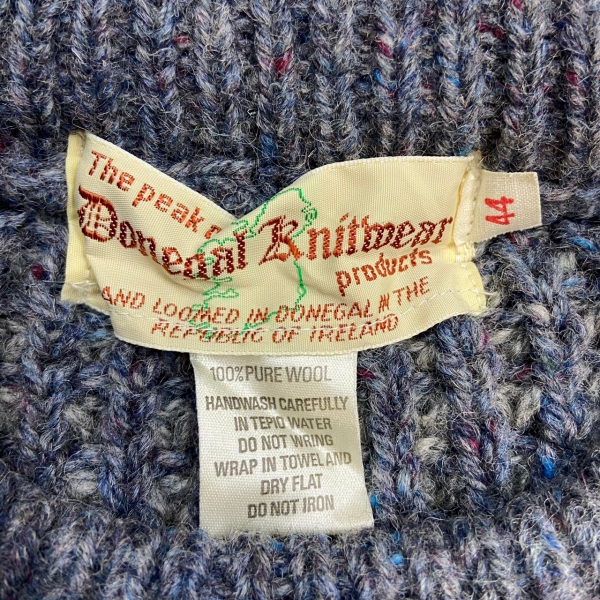 The peak
Donegal Knitwear
products
AND LOOMED IN DONEGAL IN THE
REPUBLIC OF IRELAND
44
100% PURE WOOL
HANDWASH CAREFULLY
IN TEPID WATER
DO NOT WRING
WRAP IN TOWEL AND
DRY FLAT
DO NOT IRON